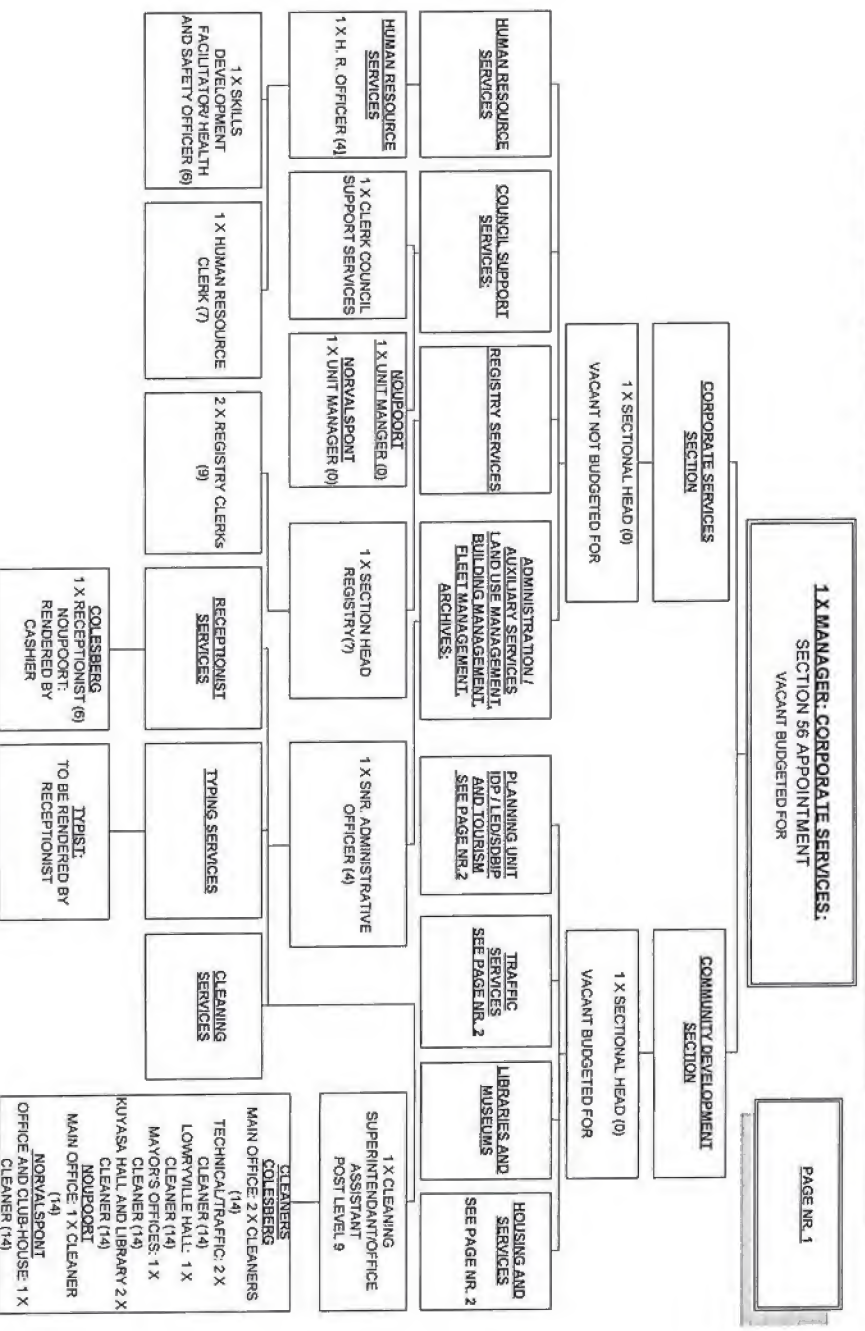 PAGE NR. 1
1 X MANAGER: CORPORATE SERVICES:
SECTION 56 APPOINTMENT
VACANT BUDGETED FOR
CORPORATE SERVICES
SECTION
COMMUNITY DEVELOPMENT
SECTION
1 X SECTIONAL HEAD (0)
VACANT NOT BUDGETED FOR
1 X SECTIONAL HEAD (0)
VACANT BUDGETED FOR
HUMAN RESOURCE
SERVICES
COUNCIL SUPPORT
SERVICES:
REGISTRY SERVICES
ADMINISTRATION /
AUXILIARY SERVICES
LAND USE MANAGEMENT,
BUILDING MANAGEMENT,
FLEET MANAGEMENT,
ARCHIVES:
PLANNING UNIT
IDP / LED/SDBIP
AND TOURISM
SEE PAGE NR.2
TRAFFIC
SERVICES
SEE PAGE NR. 2
LIBRARIES AND
MUSEUMS
HOUSING AND
SERVICES
SEE PAGE NR. 2
HUMAN RESOURCE
SERVICES
1 X H. R. OFFICER (4)
1 X CLERK COUNCIL
SUPPORT SERVICES
NOUPOORT
1 X UNIT MANGER (0)
NORVALSPONT
1 X UNIT MANAGER (0)
1 X SECTION HEAD
REGISTRY(?)
1 X SNR. ADMINISTRATIVE
OFFICER (4)
1 X CLEANING
SUPERINTENDANT/OFFICE
ASSISTANT
POST LEVEL 9
1 X SKILLS
DEVELOPMENT
FACILITATOR/ HEALTH
AND SAFETY OFFICER (6)
1 X HUMAN RESOURCE
CLERK (7)
2 X REGISTRY CLERKs
(9)
RECEPTIONIST
SERVICES
TYPING SERVICES
CLEANING
SERVICES
COLESBERG
1 X RECEPTIONIST (6)
NOUPOORT:
RENDERED BY
CASHIER
TYPIST:
TO BE RENDERED BY
RECEPTIONIST
CLEANERS
COLESBERG
MAIN OFFICE: 2 X CLEANERS
(14)
TECHNICAL/TRAFFIC: 2 X
CLEANER (14)
LOWRYVILLE HALL: 1 X
CLEANER (14)
MAYOR'S OFFICES: 1 X
CLEANER (14)
KUYASA HALL AND LIBRARY 2 X
CLEANER (14)
NOUPOORT
MAIN OFFICE: 1 X CLEANER
(14)
NORVALSPONT
OFFICE AND CLUB-HOUSE: 1 X
CLEANER (14)